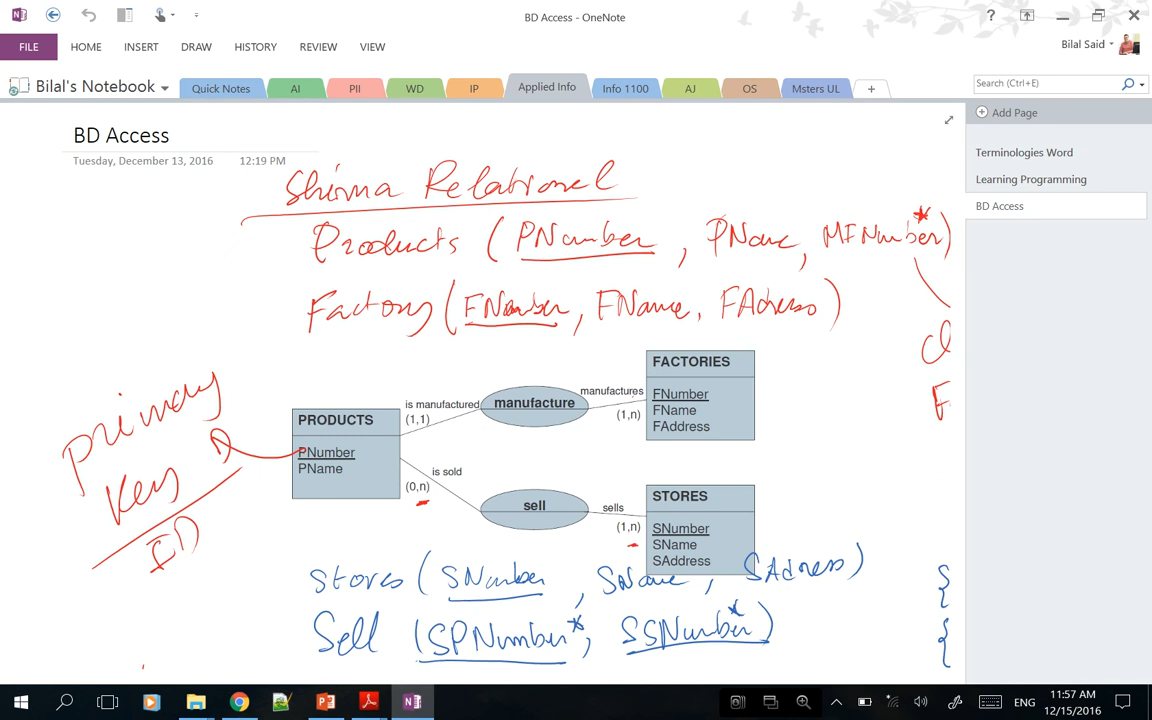 BD Access - OneNote
?
FILE HOME INSERT DRAW HISTORY REVIEW VIEW
Bilal Said
Bilal's Notebook
Quick Notes AI PII WD IP Applied Info Info 1100 AJ OS Msters UL +
Search (Ctrl+E)
Add Page
Terminologies Word
Learning Programming
BD Access
BD Access
Tuesday, December 13, 2016 12:19 PM
Relational
Products (PNumber, PName, MFNumber*)
Factory (FNumber, FName, FAdress)
FACTORIES
FNumber
FName
FAddress
manufactures
(1,n)
manufacture
is manufactured
(1,1)
PRODUCTS
PNumber
PName
Primary
Key
ID
is sold
(0,n)
sell
sells
(1,n)
STORES
SNumber
SName
SAddress
Stores (SNumber, SName, SAdress)
Sell (SPNumber*, SSNumber*)
ENG
11:57 AM
12/15/2016